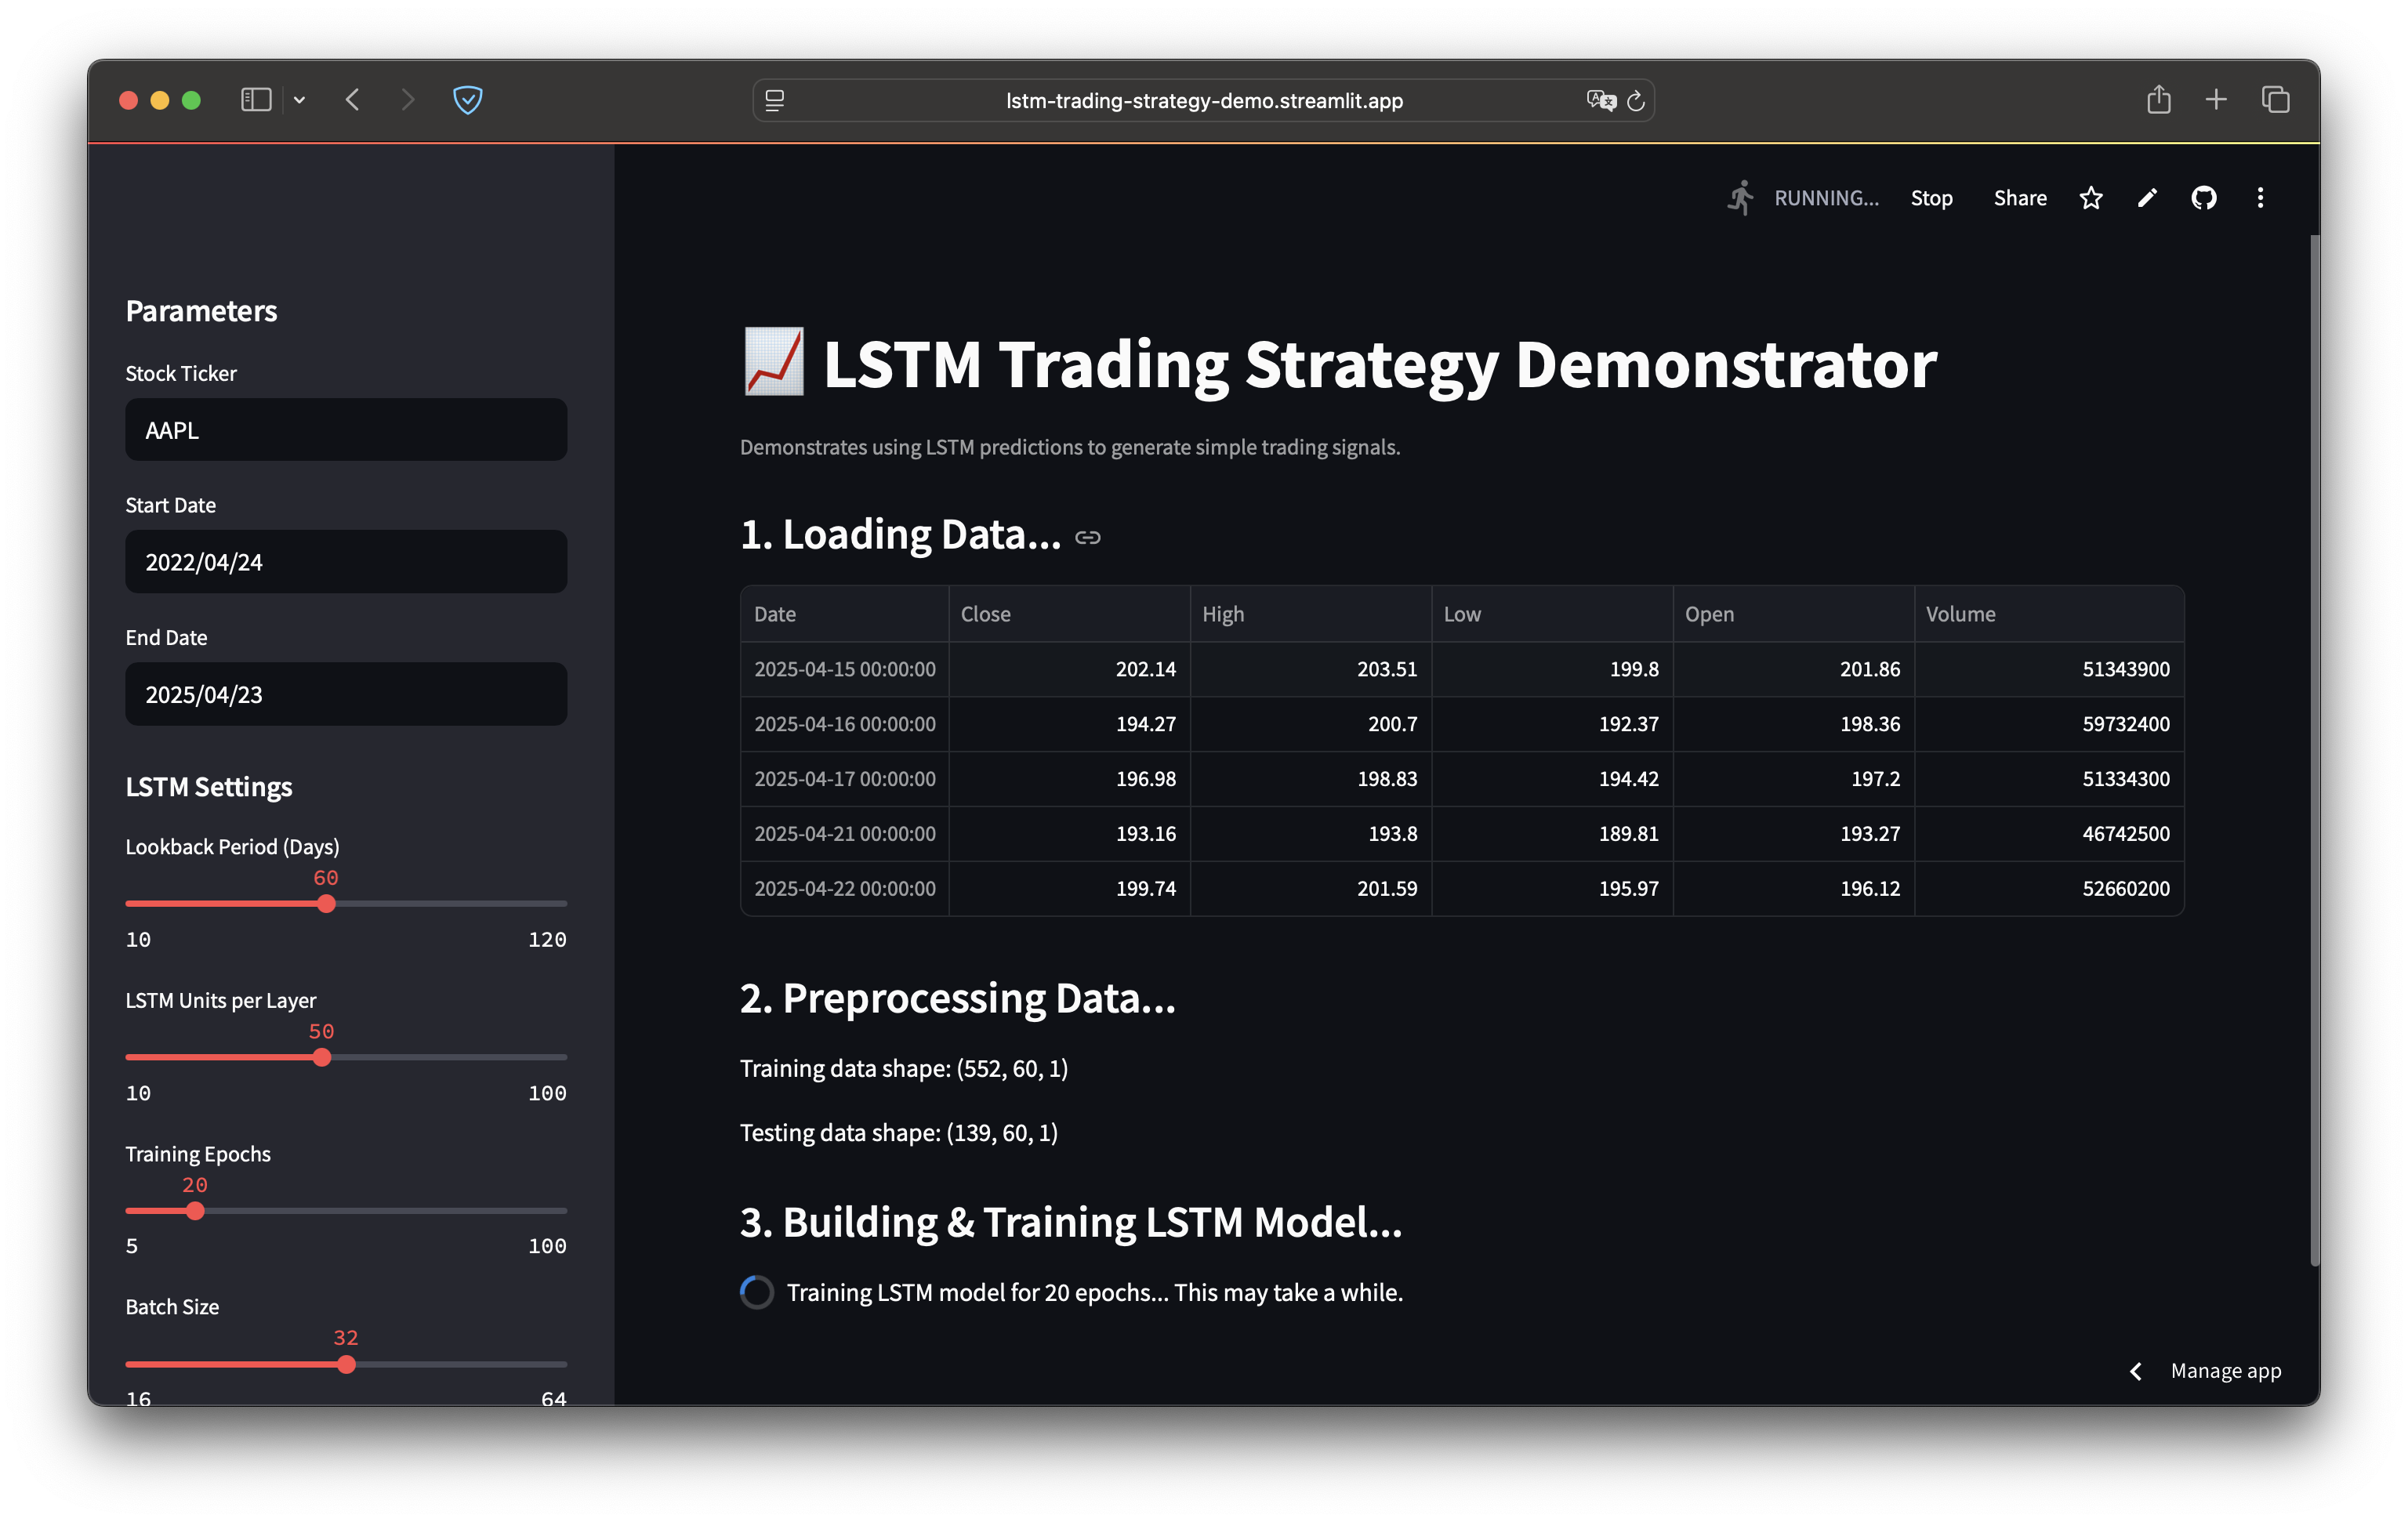 lstm-trading-strategy-demo.streamlit.app
RUNNING... Stop Share
Parameters
Stock Ticker
AAPL
Start Date
2022/04/24
End Date
2025/04/23
LSTM Settings
Lookback Period (Days)
60
10 120
LSTM Units per Layer
50
10 100
Training Epochs
20
5 100
Batch Size
32
16 64
LSTM Trading Strategy Demonstrator
Demonstrates using LSTM predictions to generate simple trading signals.
1. Loading Data...
Date Close High Low Open Volume
2025-04-15 00:00:00 202.14 203.51 199.8 201.86 51343900
2025-04-16 00:00:00 194.27 200.7 192.37 198.36 59732400
2025-04-17 00:00:00 196.98 198.83 194.42 197.2 51334300
2025-04-21 00:00:00 193.16 193.8 189.81 193.27 46742500
2025-04-22 00:00:00 199.74 201.59 195.97 196.12 52660200
2. Preprocessing Data...
Training data shape: (552, 60, 1)
Testing data shape: (139, 60, 1)
3. Building & Training LSTM Model...
Training LSTM model for 20 epochs... This may take a while.
Manage app